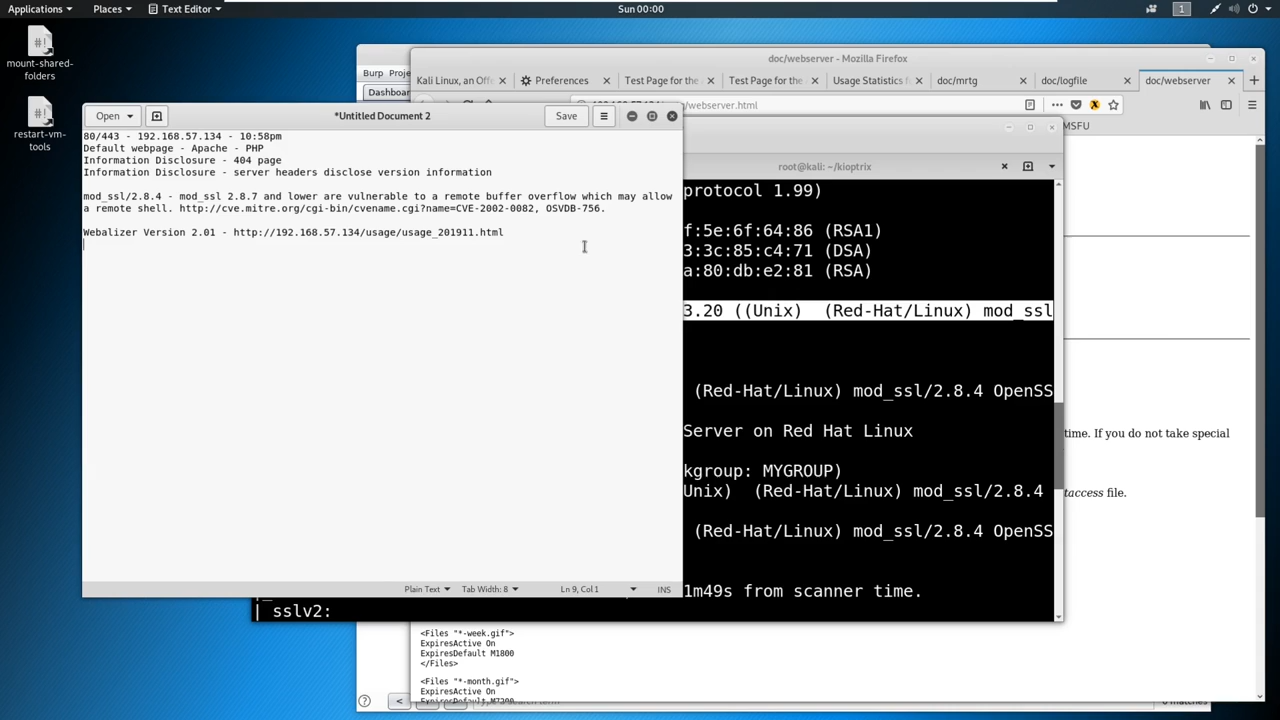 Applications Places Text Editor Sun 00:00 1
mount-shared-folders
restart-vm-tools
doc/webserver - Mozilla Firefox
Burp Proje
Dashboar
Kali Linux, an Off Preferences Test Page for the Test Page for the Usage Statistics f doc/mrtg doc/logfile doc/webserver
/webserver.html
MSFU
Open *Untitled Document 2 Save
80/443 - 192.168.57.134 - 10:58pm
Default webpage - Apache - PHP
Information Disclosure - 404 page
Information Disclosure - server headers disclose version information
mod_ssl/2.8.4 - mod_ssl 2.8.7 and lower are vulnerable to a remote buffer overflow which may allow
a remote shell. http://cve.mitre.org/cgi-bin/cvename.cgi?name=CVE-2002-0082, OSVDB-756.
Webalizer Version 2.01 - http://192.168.57.134/usage/usage_201911.html
Plain Text Tab Width: 8 Ln 9, Col 1 INS
root@kali: ~/kioptrix
protocol 1.99)
f:5e:6f:64:86 (RSA1)
3:3c:85:c4:71 (DSA)
a:80:db:e2:81 (RSA)
3.20 ((Unix) (Red-Hat/Linux) mod_ssl
(Red-Hat/Linux) mod_ssl/2.8.4 OpenSS
Server on Red Hat Linux
kgroup: MYGROUP)
Unix) (Red-Hat/Linux) mod_ssl/2.8.4
(Red-Hat/Linux) mod_ssl/2.8.4 OpenSS
1m49s from scanner time.
| sslv2:
time. If you do not take special
taccess file.
<Files "*-week.gif">
ExpiresActive On
ExpiresDefault M1800
</Files>
<Files "*-month.gif">
ExpiresActive On
ExpiresDefault M7200
< Type a search term 0 matches